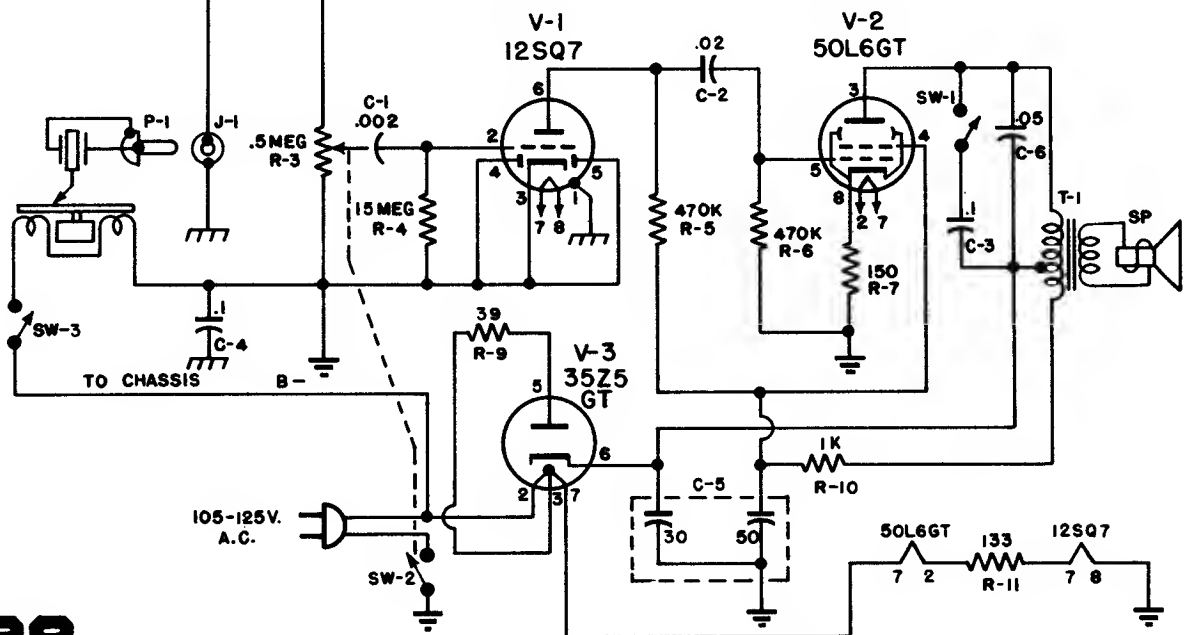 V-1
12SQ7
V-2
50L6GT
.02
C-2
6
3
SW-1
.05
C-6
P-1
J-1
C-1
.002
.5MEG
R-3
2
4
5
3
1
7 8
4
5
8
2 7
15 MEG
R-4
470K
R-5
470K
R-6
150
R-7
.1
C-3
T-1
SP
SW-3
.1
C-4
39
R-9
V-3
35Z5
GT
TO CHASSIS
B-
5
6
2 3 7
1K
R-10
C-5
30
50
105-125V.
A.C.
SW-2
50L6GT
7 2
133
R-11
12SQ7
7 8